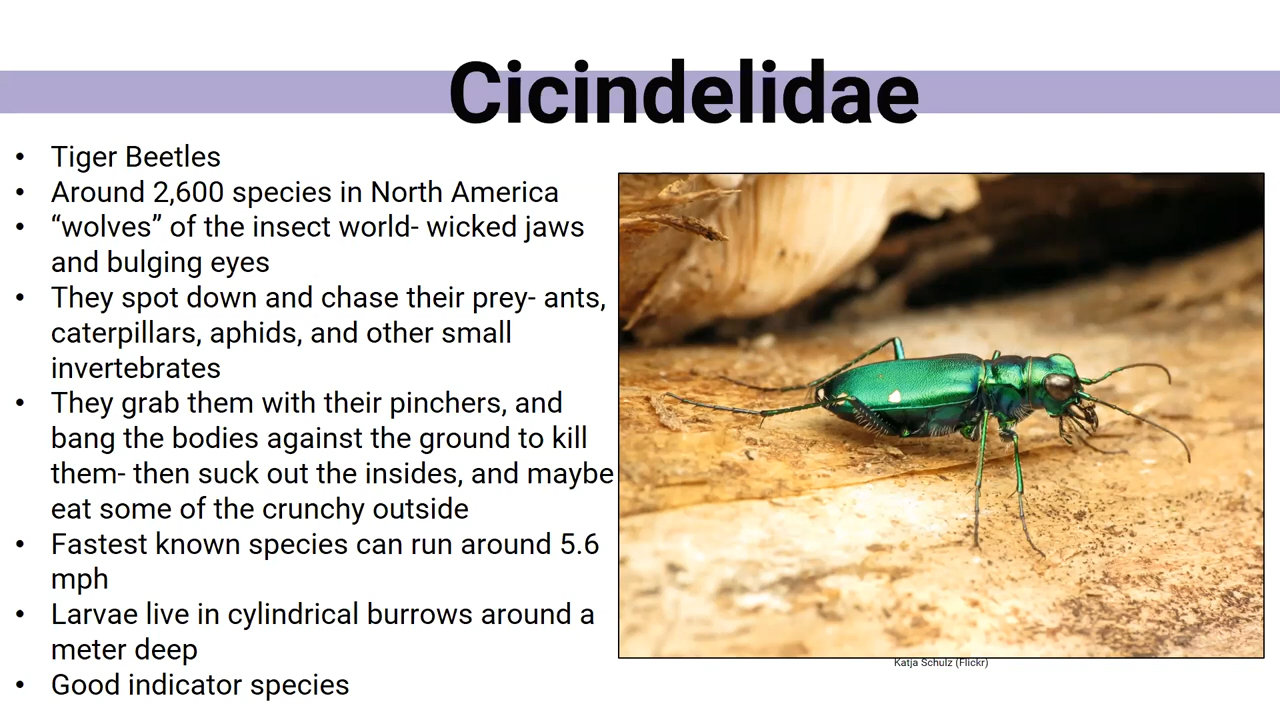 Cicindelidae
• Tiger Beetles
• Around 2,600 species in North America
• “wolves” of the insect world- wicked jaws
and bulging eyes
• They spot down and chase their prey- ants,
caterpillars, aphids, and other small
invertebrates
• They grab them with their pinchers, and
bang the bodies against the ground to kill
them- then suck out the insides, and maybe
eat some of the crunchy outside
• Fastest known species can run around 5.6
mph
• Larvae live in cylindrical burrows around a
meter deep
• Good indicator species
Katja Schulz (Flickr)